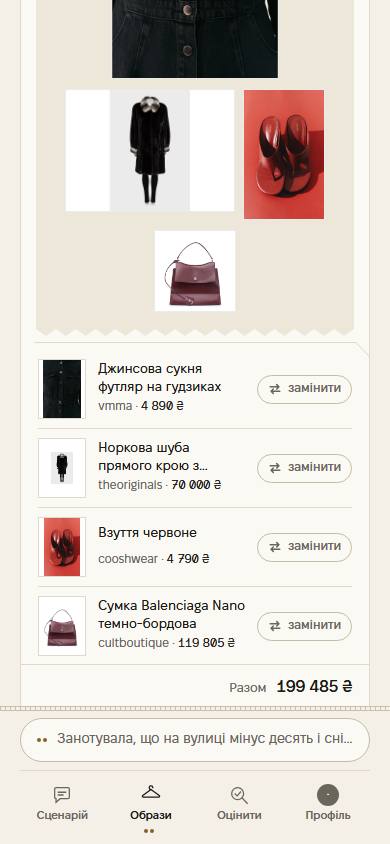 Джинсова сукня
футляр на гудзиках
vmma · 4 890 ₴
замінити
Норкова шуба
прямого крою з...
theoriginals · 70 000 ₴
замінити
Взуття червоне
cooshwear · 4 790 ₴
замінити
Сумка Balenciaga Nano
темно-бордова
cultboutique · 119 805 ₴
замінити
Разом 199 485 ₴
Занотувала, що на вулиці мінус десять і сні...
Сценарій
Образи
Оцінити
Профіль